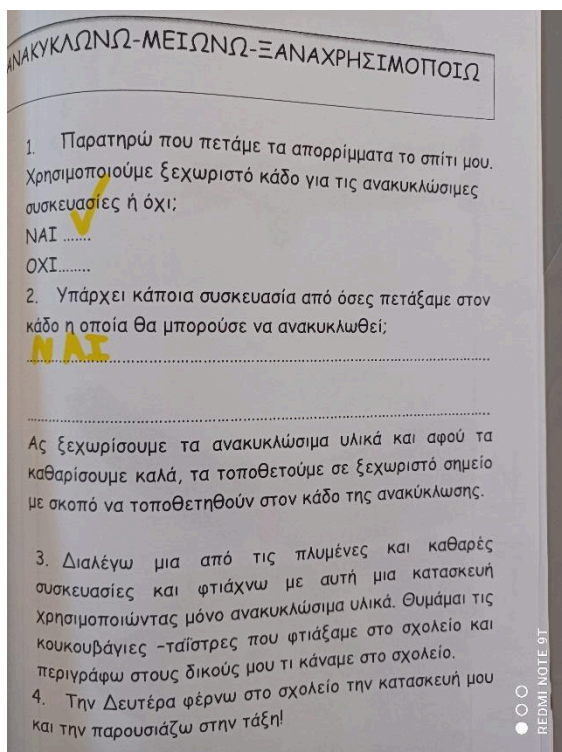 ΑΝΑΚΥΚΛΩΝΩ-ΜΕΙΩΝΩ-ΞΑΝΑΧΡΗΣΙΜΟΠΟΙΩ
1. Παρατηρώ που πετάμε τα απορρίμματα το σπίτι μου.
Χρησιμοποιούμε ξεχωριστό κάδο για τις ανακυκλώσιμες
συσκευασίες ή όχι;
ΝΑΙ ....... ✓
ΟΧΙ........
2. Υπάρχει κάποια συσκευασία από όσες πετάξαμε στον
κάδο η οποία θα μπορούσε να ανακυκλωθεί;
ΝΑΙ
Ας ξεχωρίσουμε τα ανακυκλώσιμα υλικά και αφού τα
καθαρίσουμε καλά, τα τοποθετούμε σε ξεχωριστό σημείο
με σκοπό να τοποθετηθούν στον κάδο της ανακύκλωσης.
3. Διαλέγω μια από τις πλυμένες και καθαρές
συσκευασίες και φτιάχνω με αυτή μια κατασκευή
χρησιμοποιώντας μόνο ανακυκλώσιμα υλικά. Θυμάμαι τις
κουκουβάγιες –ταΐστρες που φτιάξαμε στο σχολείο και
περιγράφω στους δικούς μου τι κάναμε στο σχολείο.
4. Την Δευτέρα φέρνω στο σχολείο την κατασκευή μου
και την παρουσιάζω στην τάξη!
REDMI NOTE 9T